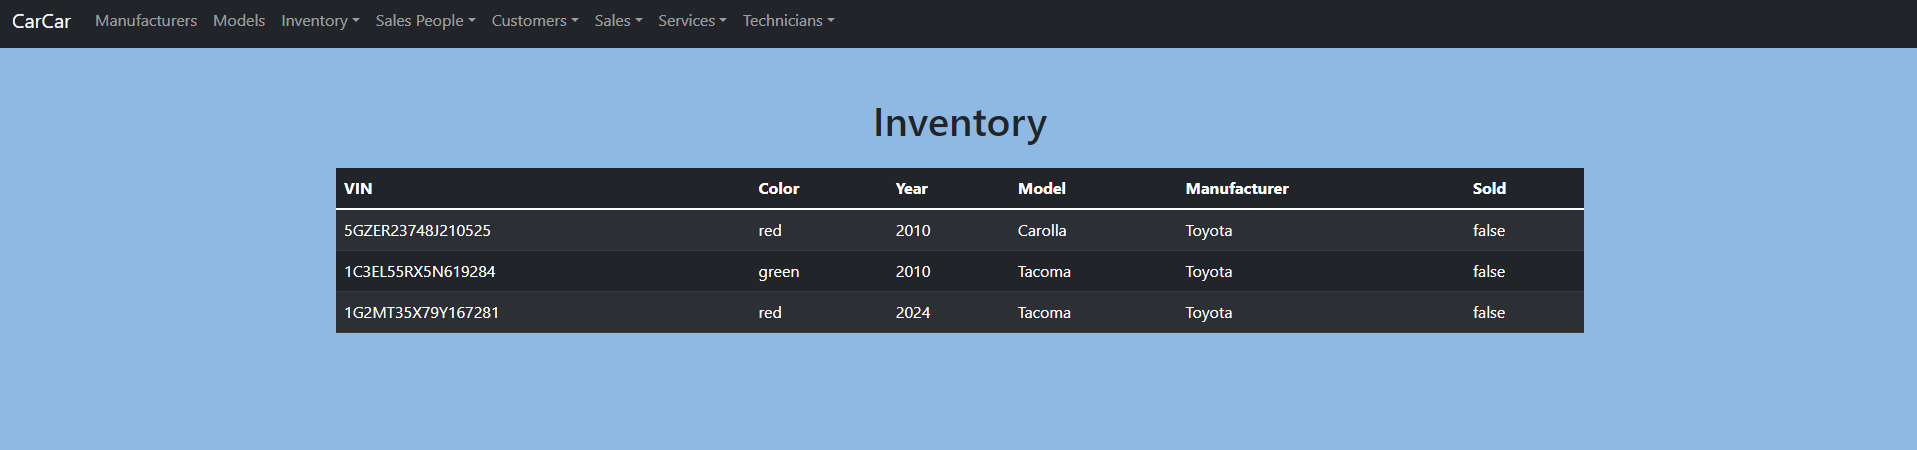 CarCar Manufacturers Models Inventory Sales People Customers Sales Services Technicians
Inventory
VIN Color Year Model Manufacturer Sold
5GZER23748J210525 red 2010 Carolla Toyota false
1C3EL55RX5N619284 green 2010 Tacoma Toyota false
1G2MT35X79Y167281 red 2024 Tacoma Toyota false